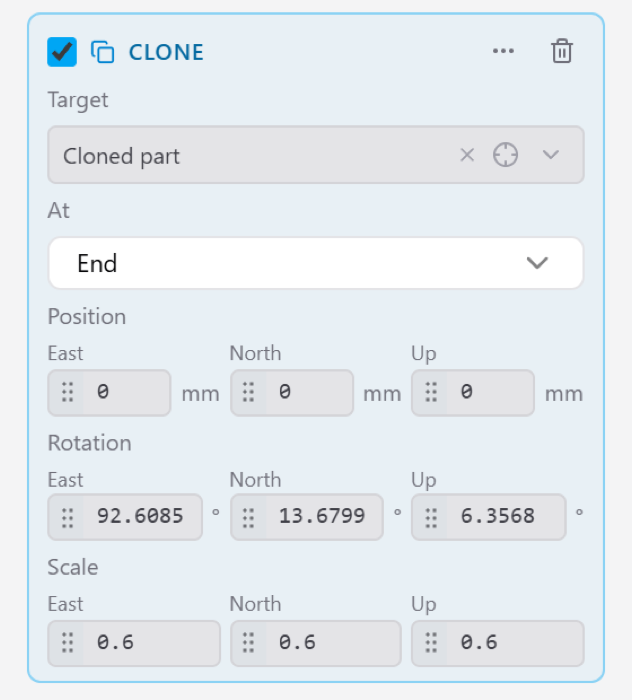 CLONE
Target
Cloned part
At
End
Position
East North Up
0 mm 0 mm 0 mm
Rotation
East North Up
92.6085 ° 13.6799 ° 6.3568 °
Scale
East North Up
0.6 0.6 0.6